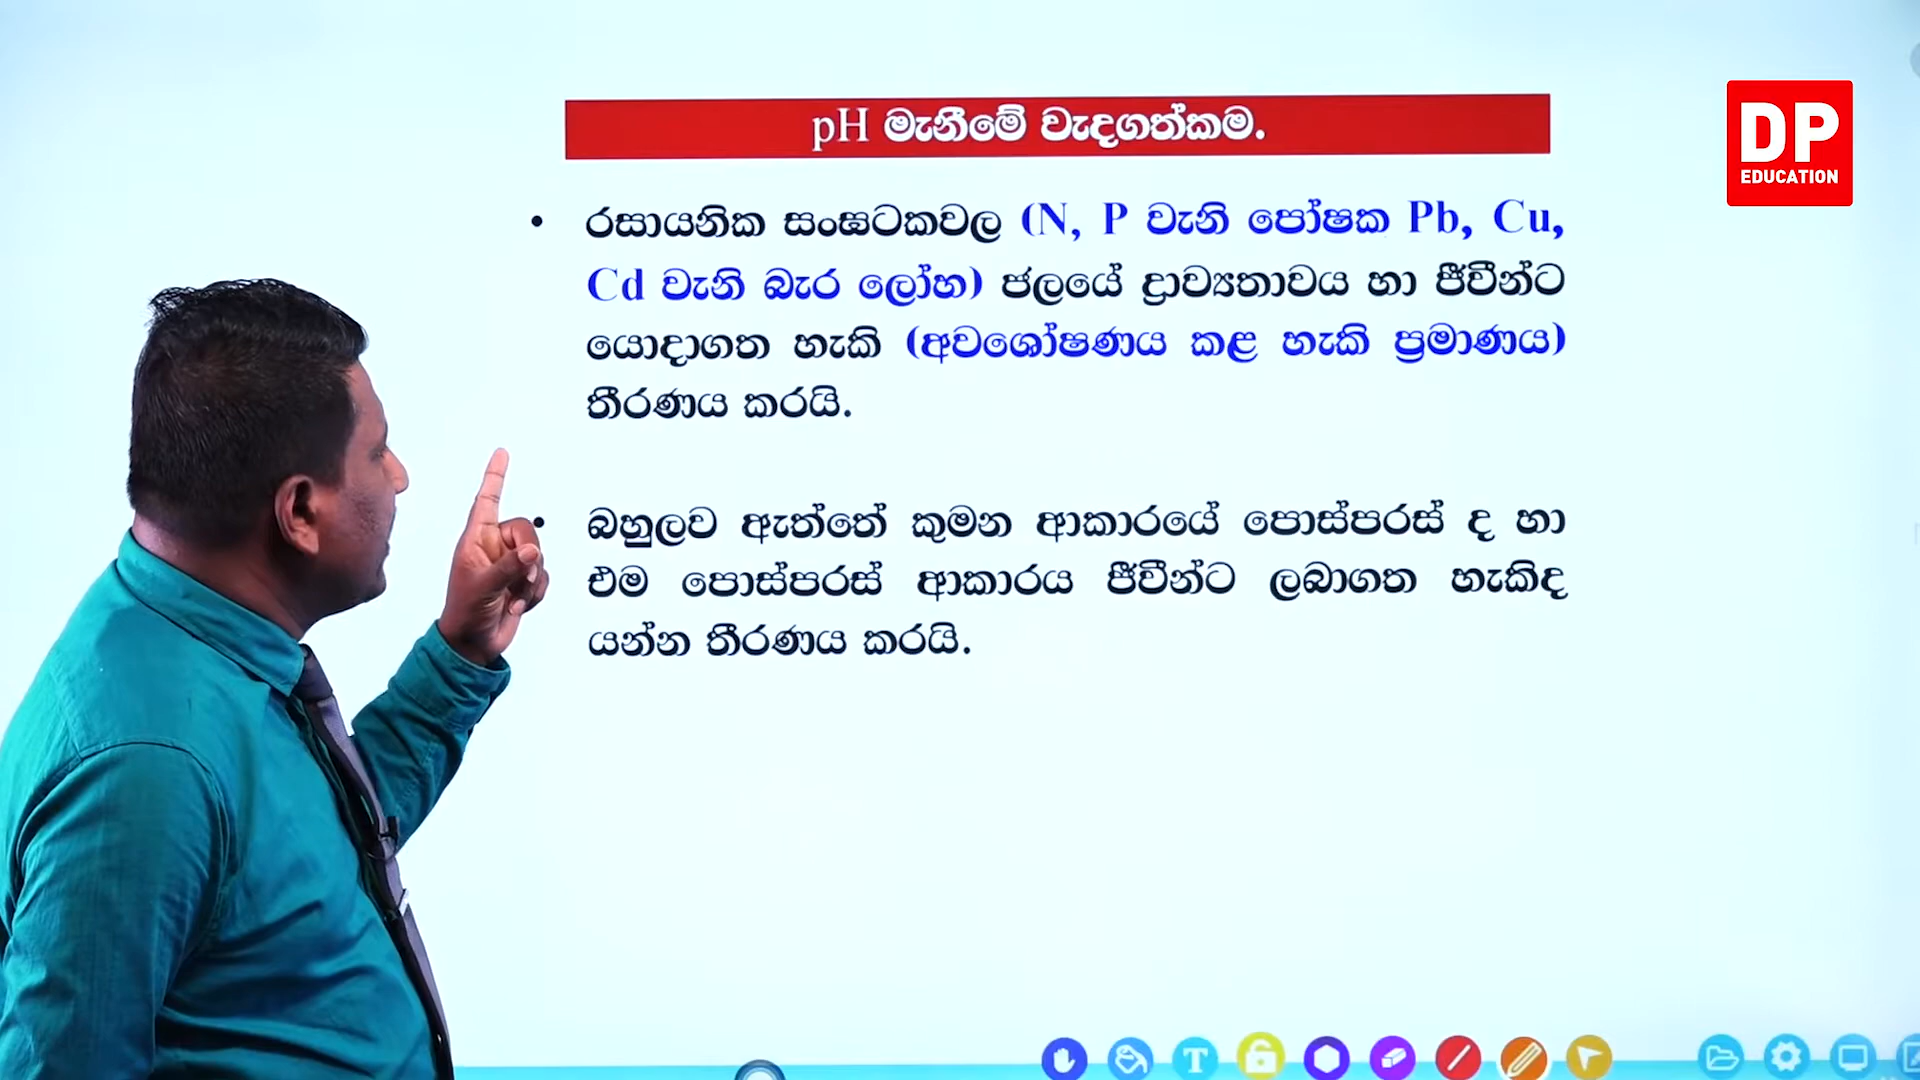 pH මැනීමේ වැදගත්කම.
DP
EDUCATION
• රසායනික සංඝටකවල (N, P වැනි පෝෂක Pb, Cu,
Cd වැනි බැර ලෝහ) ජලයේ ද්‍රාව්‍යතාවය හා ජීවීන්ට
යොදාගත හැකි (අවශෝෂණය කළ හැකි ප්‍රමාණය)
තීරණය කරයි.
• බහුලව ඇත්තේ කුමන ආකාරයේ පොස්පරස් ද හා
එම පොස්පරස් ආකාරය ජීවීන්ට ලබාගත හැකිද
යන්න තීරණය කරයි.
T